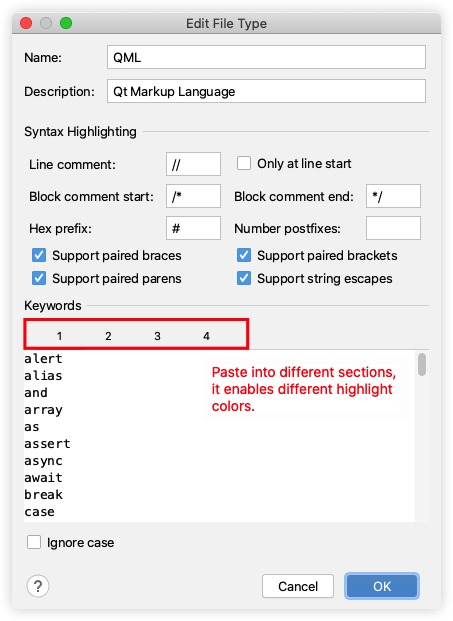 Edit File Type
Name: QML
Description: Qt Markup Language
Syntax Highlighting
Line comment: // Only at line start
Block comment start: /* Block comment end: */
Hex prefix: # Number postfixes:
Support paired braces Support paired brackets
Support paired parens Support string escapes
Keywords
1 2 3 4
alert
alias
and
array
as
assert
async
await
break
case
Paste into different sections,
it enables different highlight
colors.
Ignore case
? Cancel OK